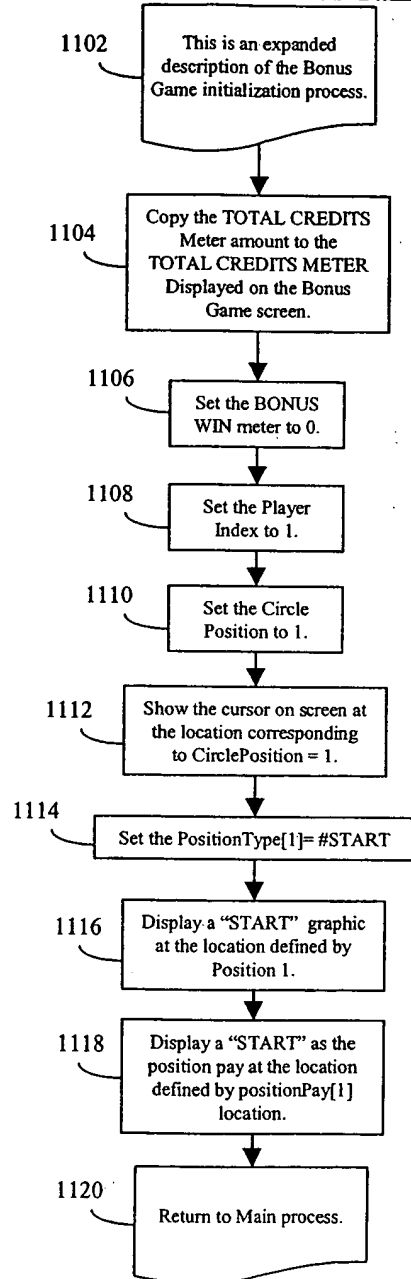 1102
This is an expanded
description of the Bonus
Game initialization process.
1104
Copy the TOTAL CREDITS
Meter amount to the
TOTAL CREDITS METER
Displayed on the Bonus
Game screen.
1106
Set the BONUS
WIN meter to 0.
1108
Set the Player
Index to 1.
1110
Set the Circle
Position to 1.
1112
Show the cursor on screen at
the location corresponding
to CirclePosition = 1.
1114
Set the PositionType[1]= #START
1116
Display a “START” graphic
at the location defined by
Position 1.
1118
Display a “START” as the
position pay at the location
defined by positionPay[1]
location.
1120
Return to Main process.